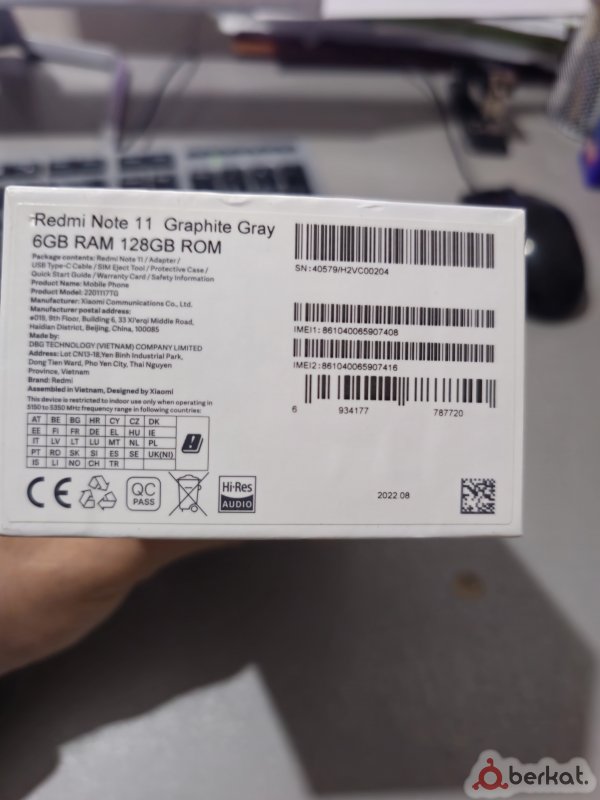 Redmi Note 11 Graphite Gray
6GB RAM 128GB ROM
Package contents: Redmi Note 11 / Adapter /
USB Type-C Cable / SIM Eject Tool / Protective Case /
Quick Start Guide / Warranty Card / Safety Information
Product Name: Mobile Phone
Product Model: 2201117TG
Manufacturer: Xiaomi Communications Co., Ltd.
Manufacturer postal address:
#019, 9th Floor, Building 6, 33 Xi'erqi Middle Road,
Haidian District, Beijing, China, 100085
Made by:
DBG TECHNOLOGY (VIETNAM) COMPANY LIMITED
Address: Lot CN13-18,Yen Binh Industrial Park,
Dong Tien Ward, Pho Yen City, Thai Nguyen
Province, Vietnam
Brand: Redmi
Assembled in Vietnam, Designed by Xiaomi
This device is restricted to indoor use only when operating in
5150 to 5350 MHz frequency range in following countries:
AT BE BG HR CY CZ DK
EE FI FR DE EL HU IE
IT LV LT LU MT NL PL
PT RO SK SI ES SE UK(NI)
IS LI NO CH TR
CE
QC
PASS
Hi-Res
AUDIO
SN:40579/H2VC00204
IMEI1:861040065907408
IMEI2:861040065907416
6 934177 787720
2022.08
berkat.